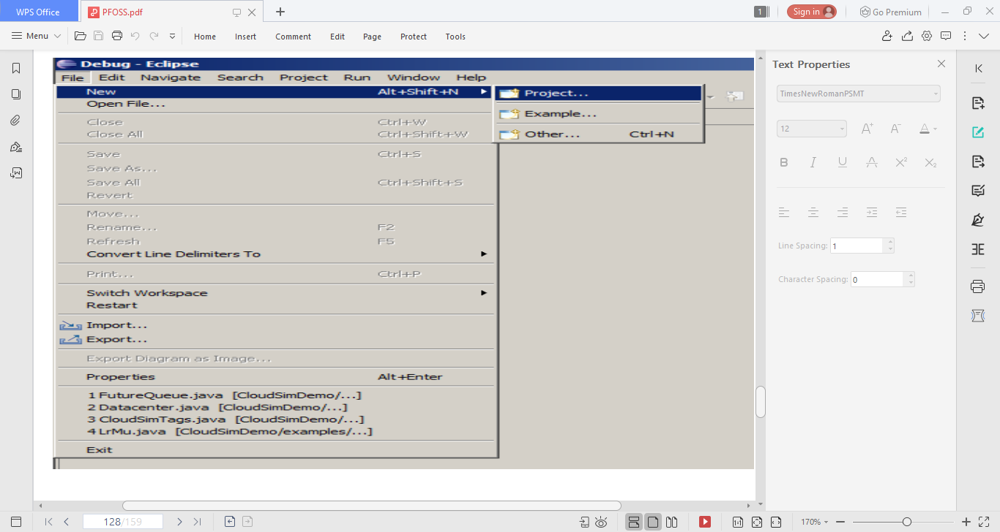 WPS Office PFOSS.pdf 1 Sign in Go Premium
Menu Home Insert Comment Edit Page Protect Tools
Debug - Eclipse
File Edit Navigate Search Project Run Window Help
New Alt+Shift+N
Open File...
Close Ctrl+W
Close All Ctrl+Shift+W
Save Ctrl+S
Save As...
Save All Ctrl+Shift+S
Revert
Move...
Rename... F2
Refresh F5
Convert Line Delimiters To
Print... Ctrl+P
Switch Workspace
Restart
Import...
Export...
Export Diagram as Image...
Properties Alt+Enter
1 FutureQueue.java [CloudSimDemo/...]
2 Datacenter.java [CloudSimDemo/...]
3 CloudSimTags.java [CloudSimDemo/...]
4 LrMu.java [CloudSimDemo/examples/...]
Exit
Project...
Example...
Other... Ctrl+N
Text Properties
TimesNewRomanPSMT
12 A+ A- A
B I U A X² X₂
Line Spacing: 1
Character Spacing: 0
128/159 1:1 170%